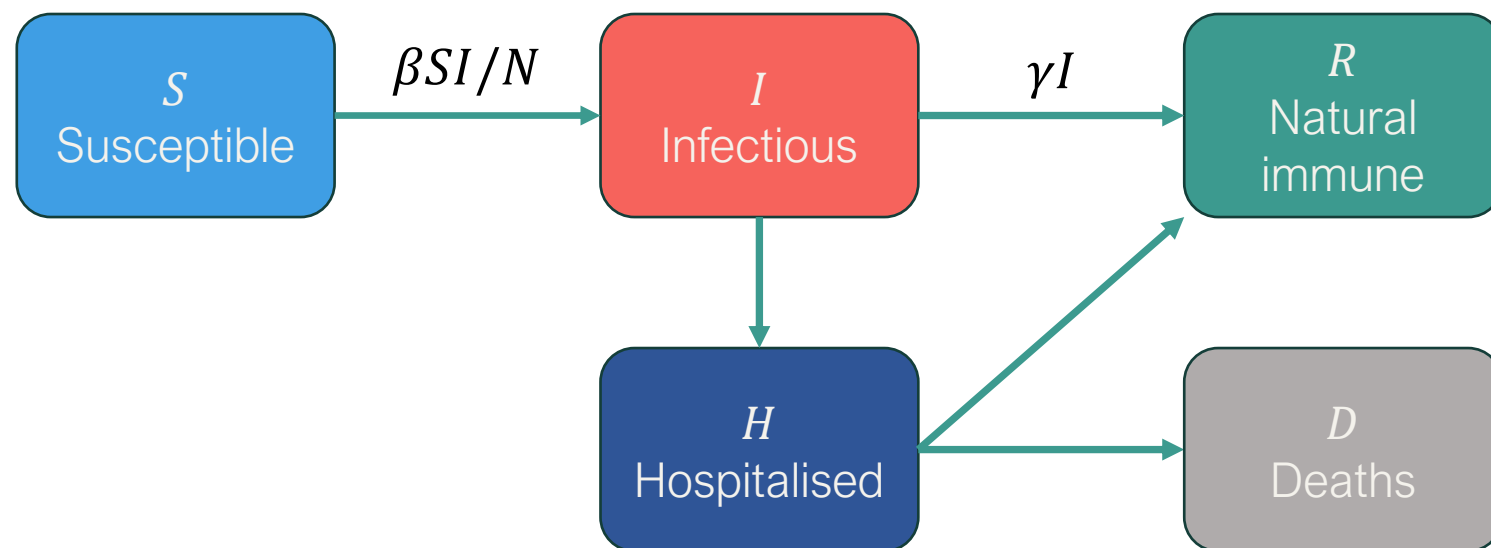 βSI/N
γI
S
Susceptible
I
Infectious
R
Natural
immune
H
Hospitalised
D
Deaths